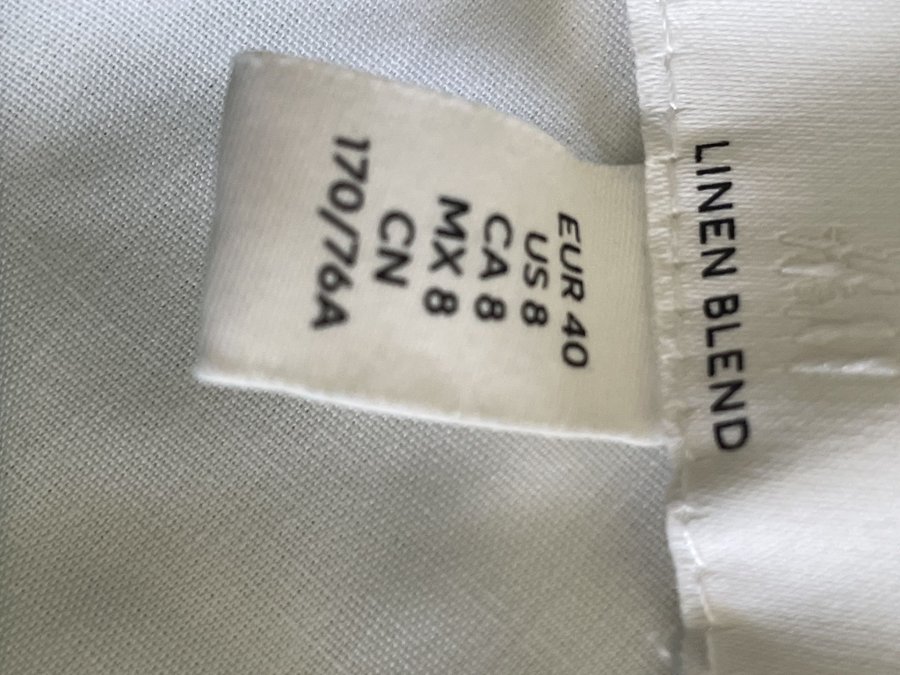 LINEN BLEND
EUR 40
US 8
CA 8
MX 8
CN
170/76A